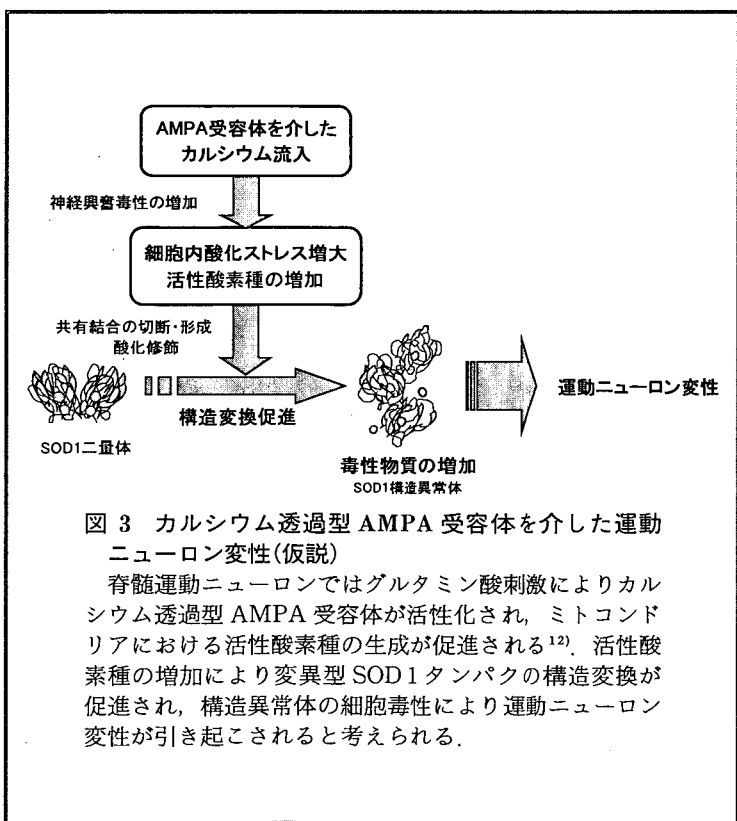 AMPA受容体を介した
カルシウム流入
神経興奮毒性の増加
細胞内酸化ストレス増大
活性酸素種の増加
共有結合の切断・形成
酸化修飾
構造変換促進
SOD1二量体
毒性物質の増加
SOD1構造異常体
運動ニューロン変性
図 3 カルシウム透過型 AMPA 受容体を介した運動
ニューロン変性(仮説)
脊髄運動ニューロンではグルタミン酸刺激によりカル
シウム透過型 AMPA 受容体が活性化され，ミトコンド
リアにおける活性酸素種の生成が促進される¹²⁾．活性酸
素種の増加により変異型 SOD1タンパクの構造変換が
促進され，構造異常体の細胞毒性により運動ニューロン
変性が引き起こされると考えられる．